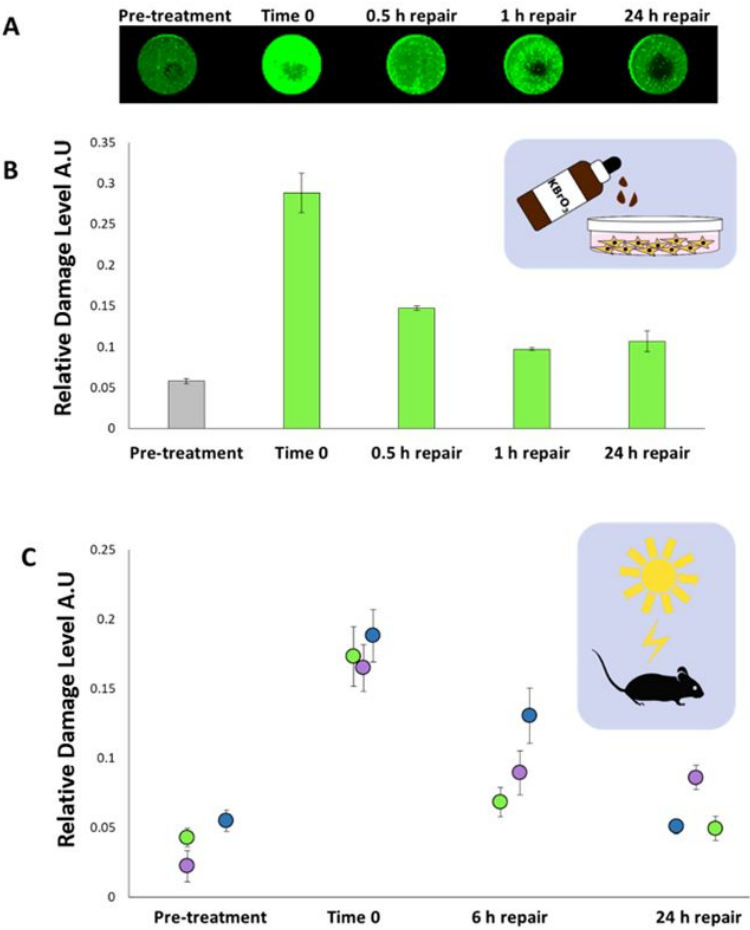 A
Pre-treatment Time 0 0.5 h repair 1 h repair 24 h repair
B
Relative Damage Level A.U
0.35
0.3
0.25
0.2
0.15
0.1
0.05
0
KBrO₃
Pre-treatment Time 0 0.5 h repair 1 h repair 24 h repair
C
Relative Damage Level A.U
0.25
0.2
0.15
0.1
0.05
0
Pre-treatment Time 0 6 h repair 24 h repair